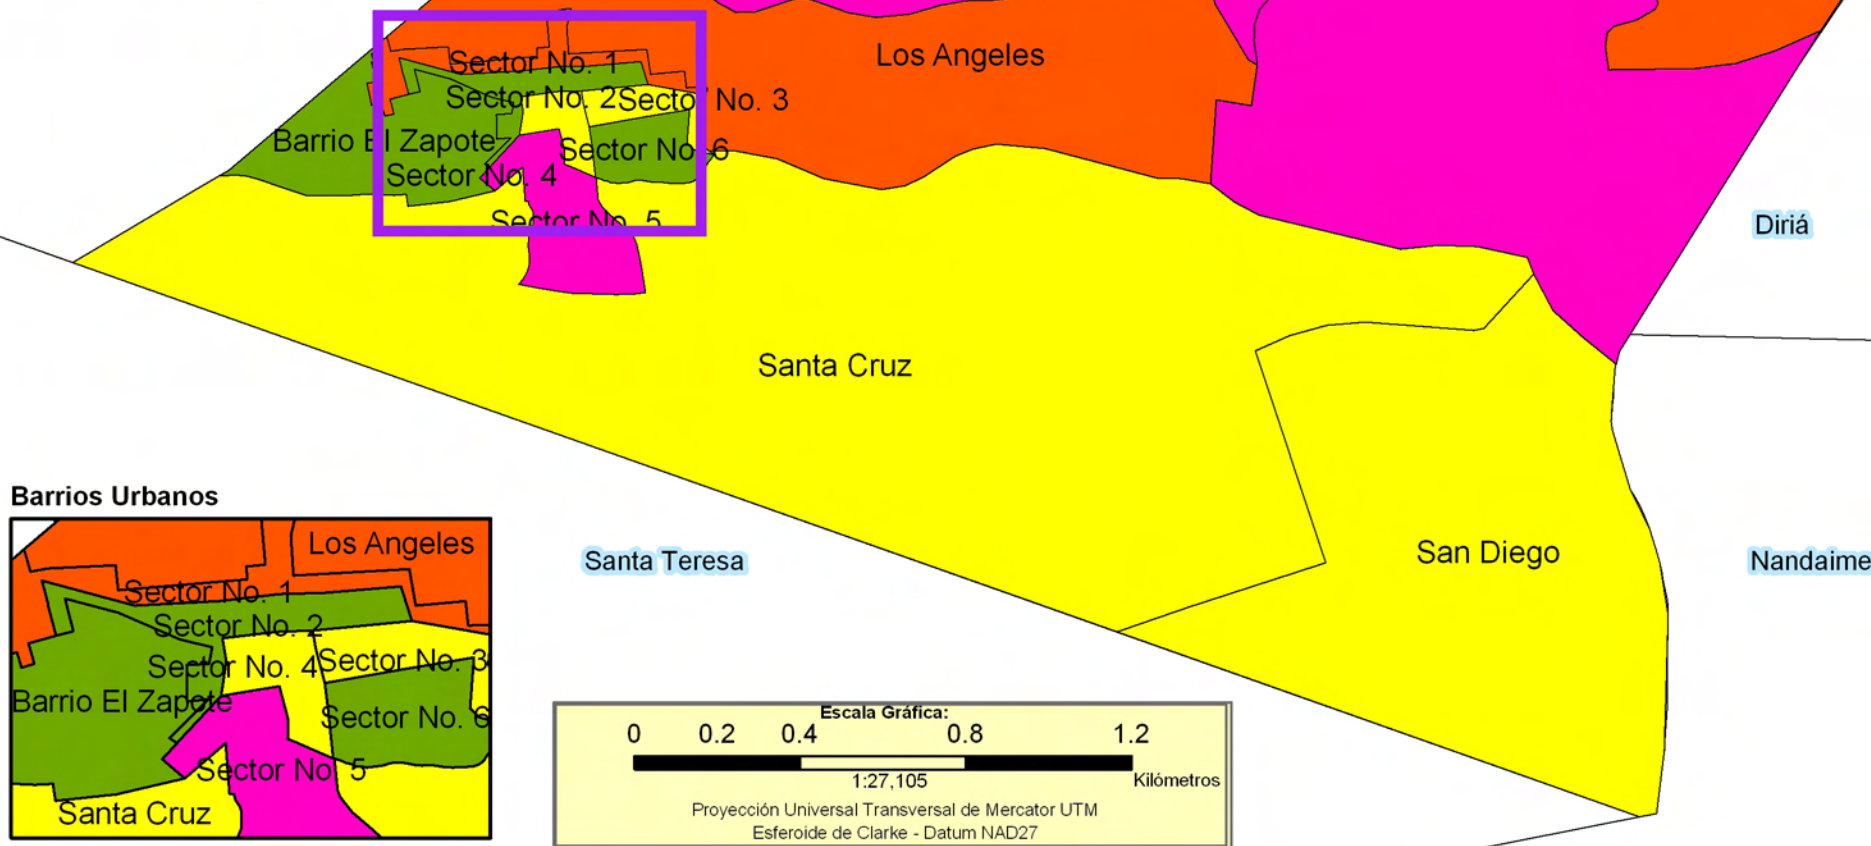 Los Angeles
Sector No. 1
Sector No. 2
Sector No. 3
Barrio El Zapote
Sector No. 6
Sector No. 4
Sector No. 5
Diriá
Santa Cruz
Barrios Urbanos
Los Angeles
Sector No. 1
Sector No. 2
Sector No. 4
Sector No. 3
Barrio El Zapote
Sector No. 6
Sector No. 5
Santa Cruz
Santa Teresa
San Diego
Nandaime
Escala Gráfica:
0 0.2 0.4 0.8 1.2
1:27,105
Kilómetros
Proyección Universal Transversal de Mercator UTM
Esferoide de Clarke - Datum NAD27